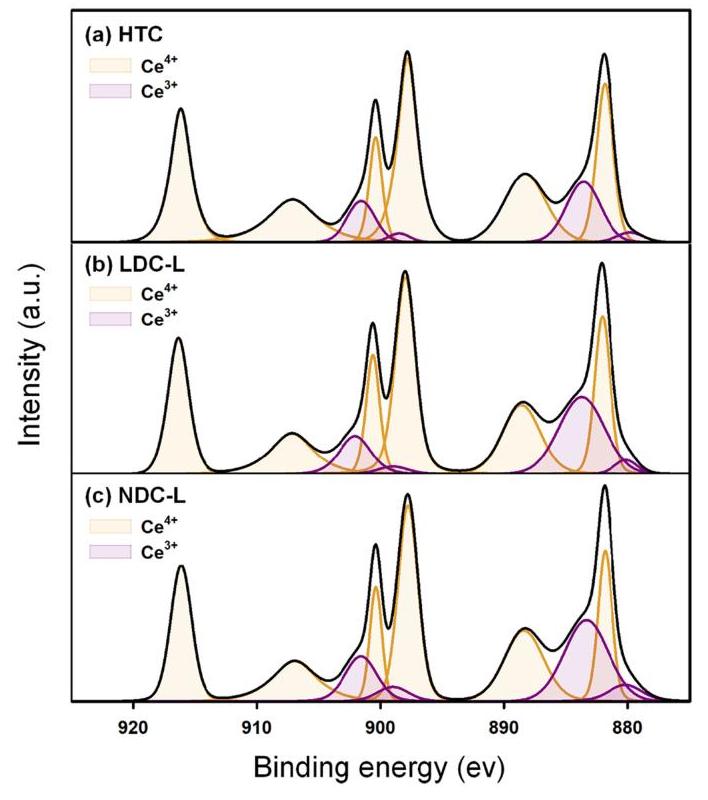 (a) HTC
Ce⁴⁺
Ce³⁺
(b) LDC-L
Ce⁴⁺
Ce³⁺
(c) NDC-L
Ce⁴⁺
Ce³⁺
Intensity (a.u.)
920 910 900 890 880
Binding energy (ev)